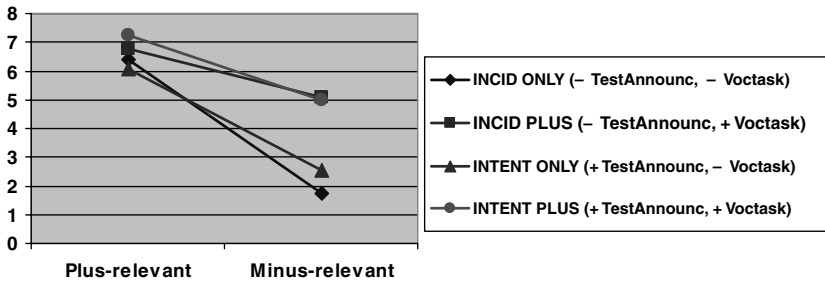 8
7
6
5
4
3
2
1
0
Plus-relevant Minus-relevant
INCID ONLY (– TestAnnounc, – Voctask)
INCID PLUS (– TestAnnounc, + Voctask)
INTENT ONLY (+ TestAnnounc, – Voctask)
INTENT PLUS (+ TestAnnounc, + Voctask)